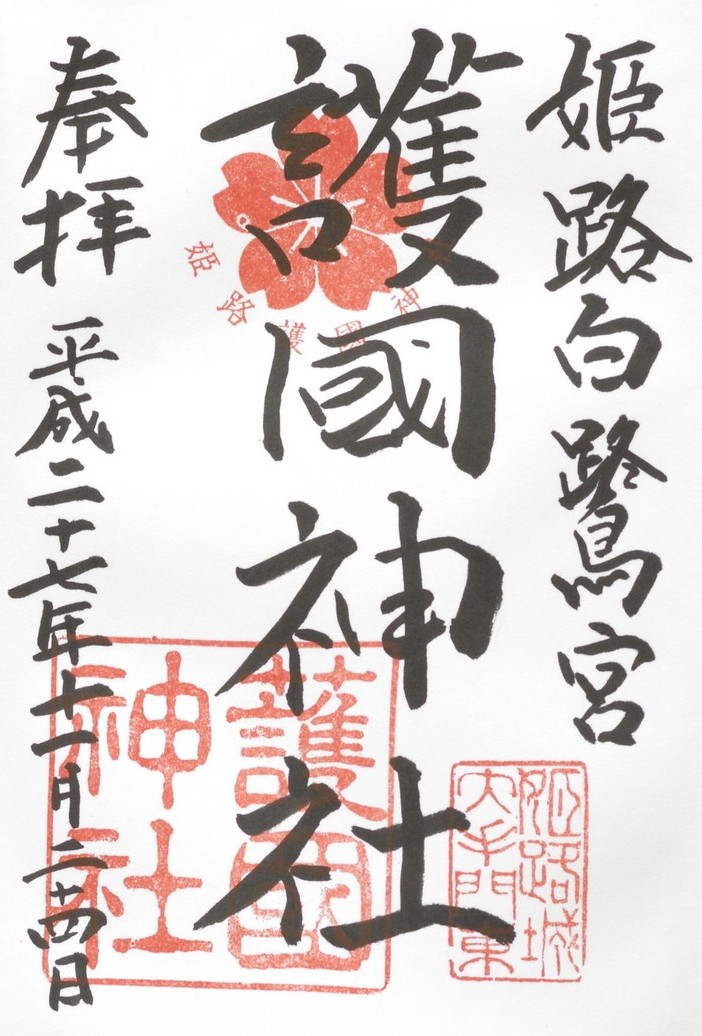 姫路白鷺宮
護國神社
奉拝
平成二十七年十一月二十四日
姫路護國神
護國
神社
姫路城
大手門東